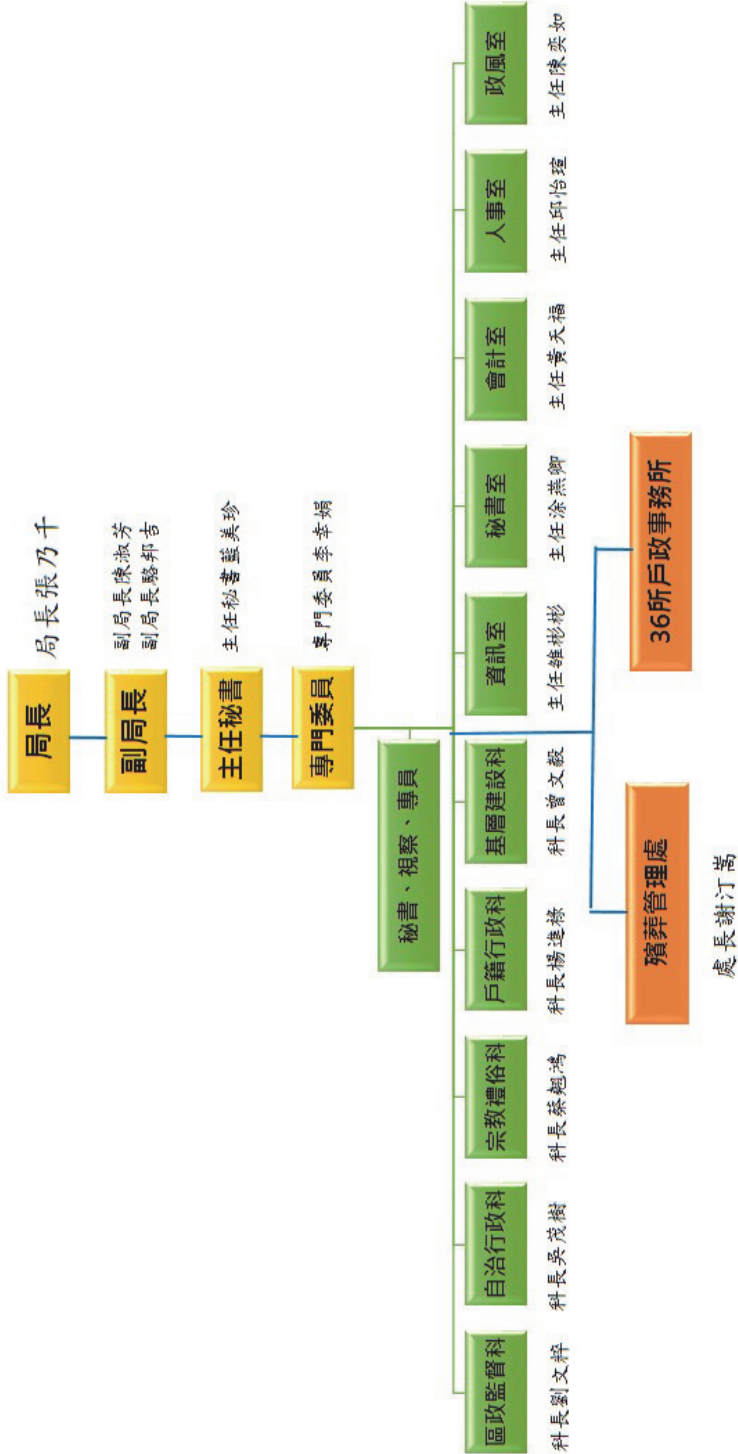 局長
局長張乃千
副局長
副局長陳淑芳
副局長駱邦吉
主任秘書
主任秘書藍美珍
專門委員
專門委員李幸娟
秘書、視察、專員
區政監督科
科長劉文粹
自治行政科
科長吳茂樹
宗教禮俗科
科長蔡翹鴻
戶籍行政科
科長楊進祿
基層建設科
科長曾文毅
資訊室
主任雒彬彬
秘書室
主任涂燕卿
會計室
主任黃天福
人事室
主任邱怡瑄
政風室
主任陳奕如
殯葬管理處
處長謝汀嵩
36所戶政事務所